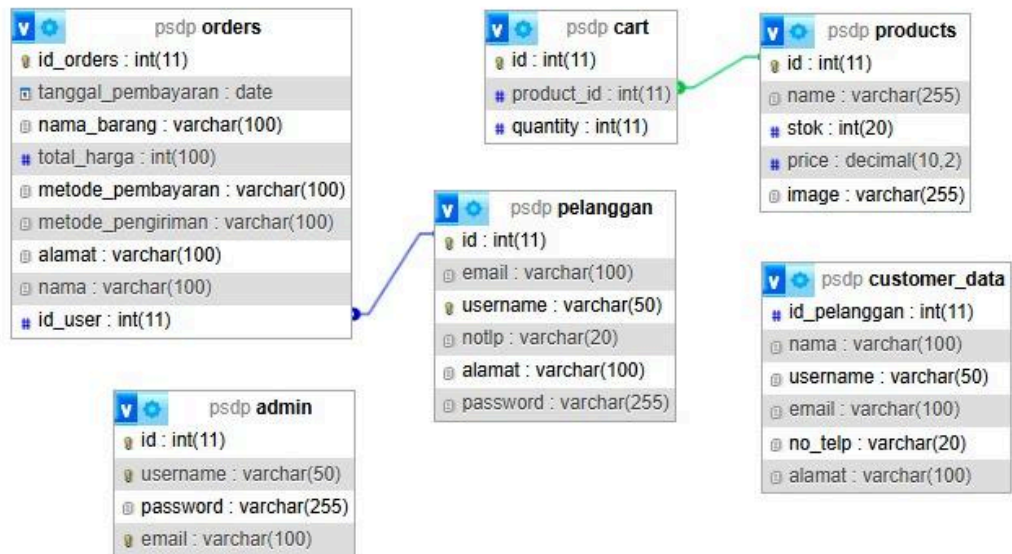 psdp orders
id_orders : int(11)
tanggal_pembayaran : date
nama_barang : varchar(100)
total_harga : int(100)
metode_pembayaran : varchar(100)
metode_pengiriman : varchar(100)
alamat : varchar(100)
nama : varchar(100)
id_user : int(11)
psdp cart
id : int(11)
product_id : int(11)
quantity : int(11)
psdp products
id : int(11)
name : varchar(255)
stok : int(20)
price : decimal(10,2)
image : varchar(255)
psdp pelanggan
id : int(11)
email : varchar(100)
username : varchar(50)
notlp : varchar(20)
alamat : varchar(100)
password : varchar(255)
psdp customer_data
id_pelanggan : int(11)
nama : varchar(100)
username : varchar(50)
email : varchar(100)
no_telp : varchar(20)
alamat : varchar(100)
psdp admin
id : int(11)
username : varchar(50)
password : varchar(255)
email : varchar(100)